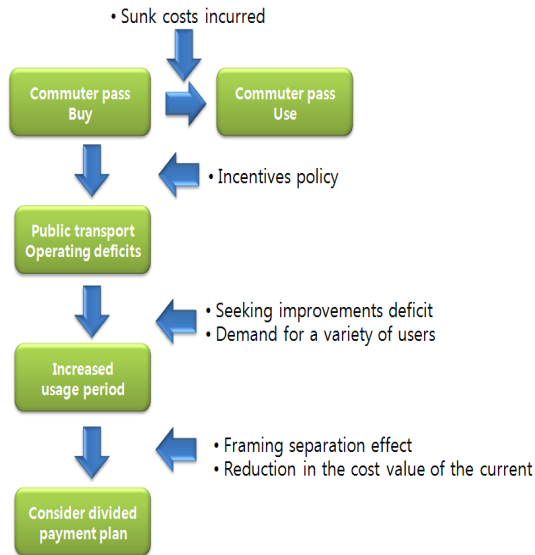 • Sunk costs incurred
Commuter pass
Buy
Commuter pass
Use
• Incentives policy
Public transport
Operating deficits
• Seeking improvements deficit
• Demand for a variety of users
Increased
usage period
• Framing separation effect
• Reduction in the cost value of the current
Consider divided
payment plan